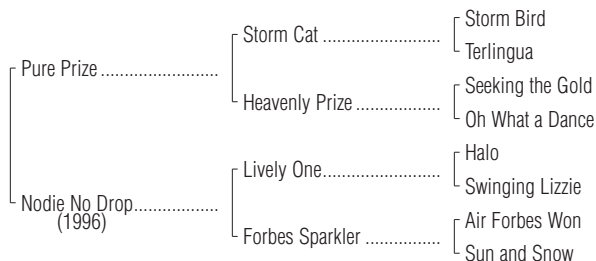 Storm Bird
Storm Cat ........................
Terlingua
Pure Prize ........................
Seeking the Gold
Heavenly Prize ..................
Oh What a Dance
Halo
Lively One........................
Swinging Lizzie
Nodie No Drop.................
(1996)
Air Forbes Won
Forbes Sparkler ................
Sun and Snow